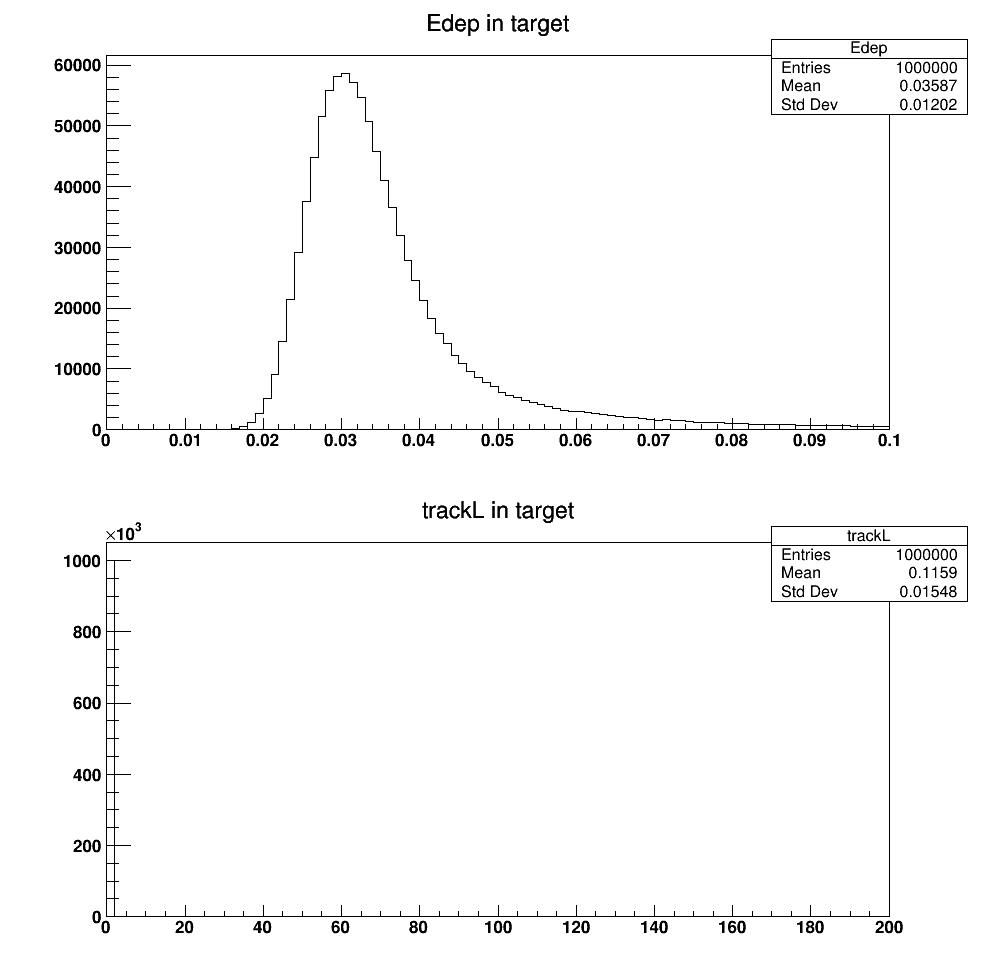 Edep in target
Edep
Entries 1000000
Mean 0.03587
Std Dev 0.01202
60000
50000
40000
30000
20000
10000
0
0 0.01 0.02 0.03 0.04 0.05 0.06 0.07 0.08 0.09 0.1
trackL in target
×10³
trackL
Entries 1000000
Mean 0.1159
Std Dev 0.01548
1000
800
600
400
200
0
0 20 40 60 80 100 120 140 160 180 200